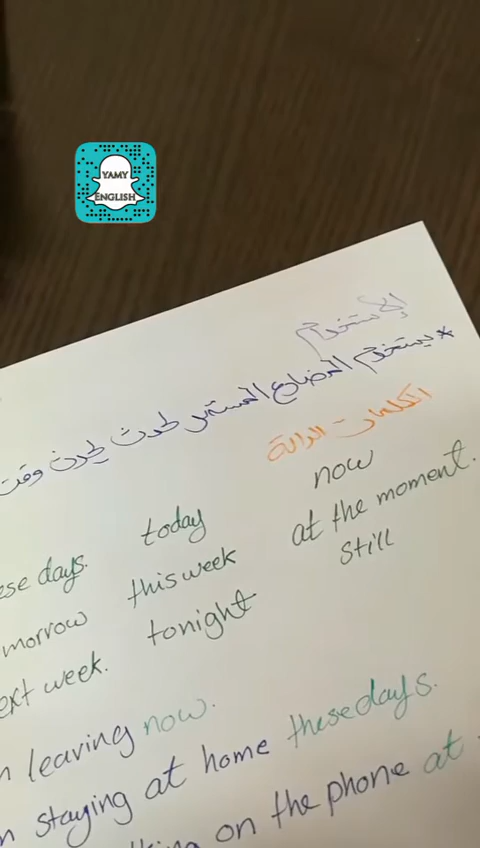 YAMY
ENGLISH
الإستخدام
* يستخدم المضارع المستمر لحدث يحدث وقت
الكلمات الدالة
now
today
at the moment.
these days.
this week
still
tomorrow
tonight
next week.
leaving now.
staying at home these days.
on the phone at